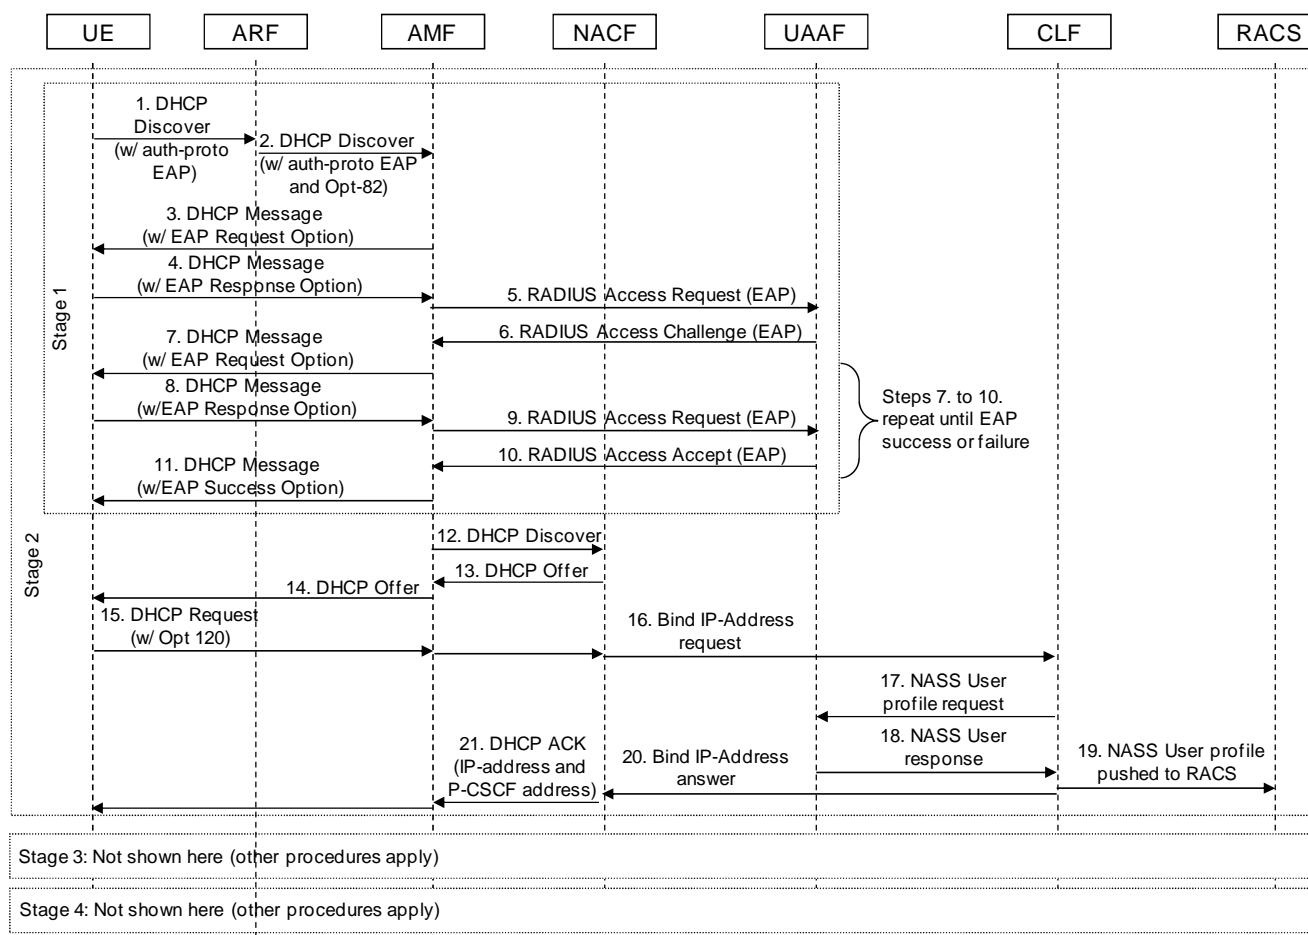 UE
ARF
AMF
NACF
UAAF
CLF
RACS
1. DHCP
Discover
(w/ auth-proto
EAP)
2. DHCP Discover
(w/ auth-proto EAP
and Opt-82)
3. DHCP Message
(w/ EAP Request Option)
4. DHCP Message
(w/ EAP Response Option)
5. RADIUS Access Request (EAP)
6. RADIUS Access Challenge (EAP)
7. DHCP Message
(w/ EAP Request Option)
8. DHCP Message
(w/EAP Response Option)
9. RADIUS Access Request (EAP)
10. RADIUS Access Accept (EAP)
11. DHCP Message
(w/EAP Success Option)
Steps 7. to 10.
repeat until EAP
success or failure
Stage 1
12. DHCP Discover
13. DHCP Offer
14. DHCP Offer
15. DHCP Request
(w/ Opt 120)
16. Bind IP-Address
request
17. NASS User
profile request
18. NASS User
response
19. NASS User profile
pushed to RACS
20. Bind IP-Address
answer
21. DHCP ACK
(IP-address and
P-CSCF address)
Stage 2
Stage 3: Not shown here (other procedures apply)
Stage 4: Not shown here (other procedures apply)